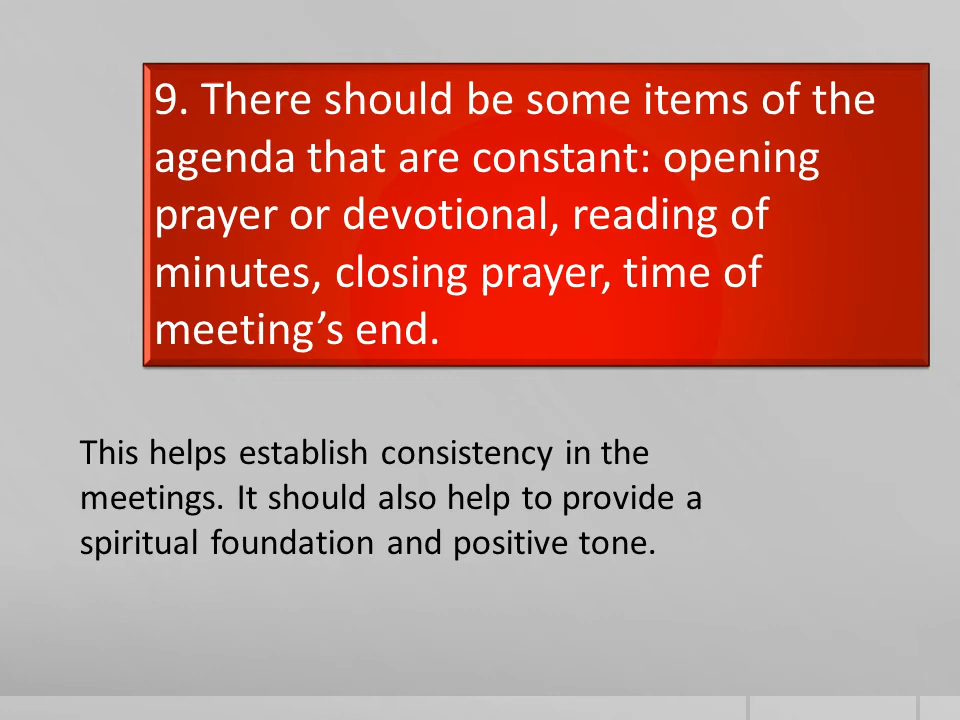 9. There should be some items of the
agenda that are constant: opening
prayer or devotional, reading of
minutes, closing prayer, time of
meeting’s end.
This helps establish consistency in the
meetings. It should also help to provide a
spiritual foundation and positive tone.